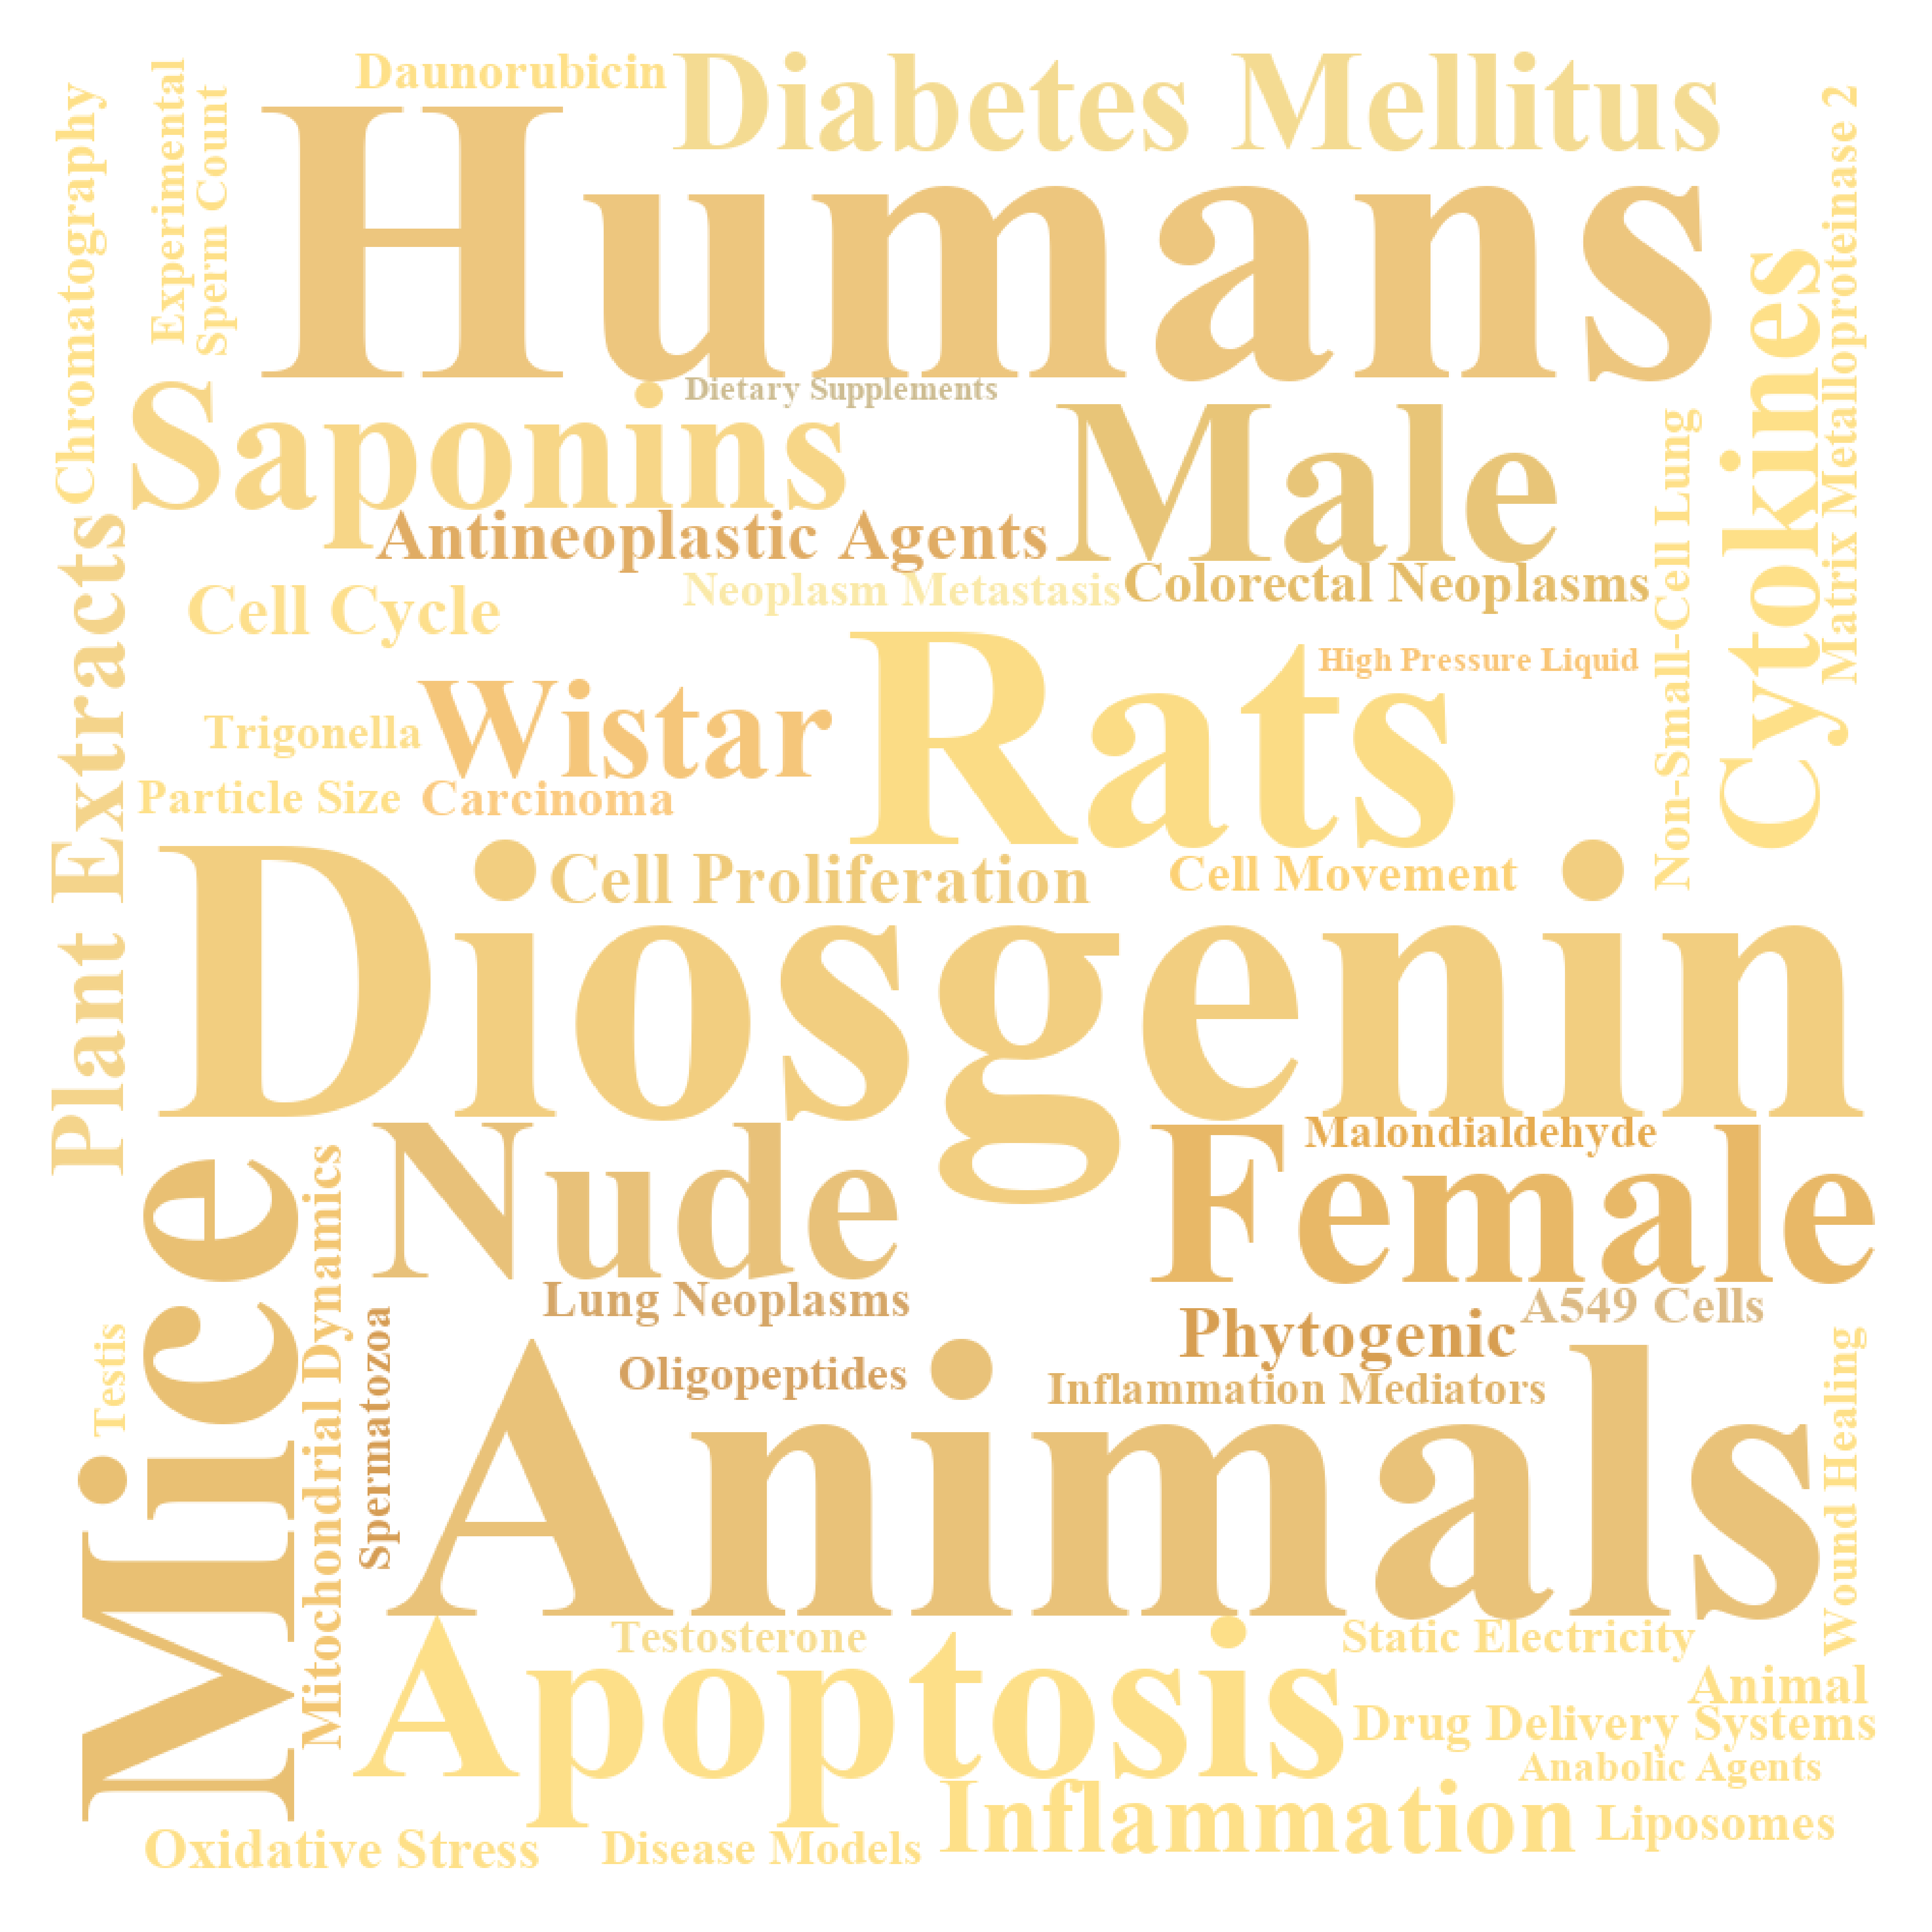 Daunorubicin
Diabetes Mellitus
Chromatography
Experimental
Sperm Count
Humans
Matrix Metalloproteinase 2
Cytokines
Saponins
Dietary Supplements
Male
Antineoplastic Agents
Non-Small-Cell Lung
Plant Extracts
Cell Cycle
Neoplasm Metastasis
Colorectal Neoplasms
High Pressure Liquid
Trigonella
Wistar
Rats
Particle Size
Carcinoma
Cell Proliferation
Cell Movement
Diosgenin
Malondialdehyde
Mice
Mitochondrial Dynamics
Nude
Female
Lung Neoplasms
A549 Cells
Phytogenic
Testis
Spermatozoa
Oligopeptides
Inflammation Mediators
Wound Healing
Animals
Testosterone
Static Electricity
Apoptosis
Animal
Drug Delivery Systems
Anabolic Agents
Inflammation
Liposomes
Oxidative Stress
Disease Models